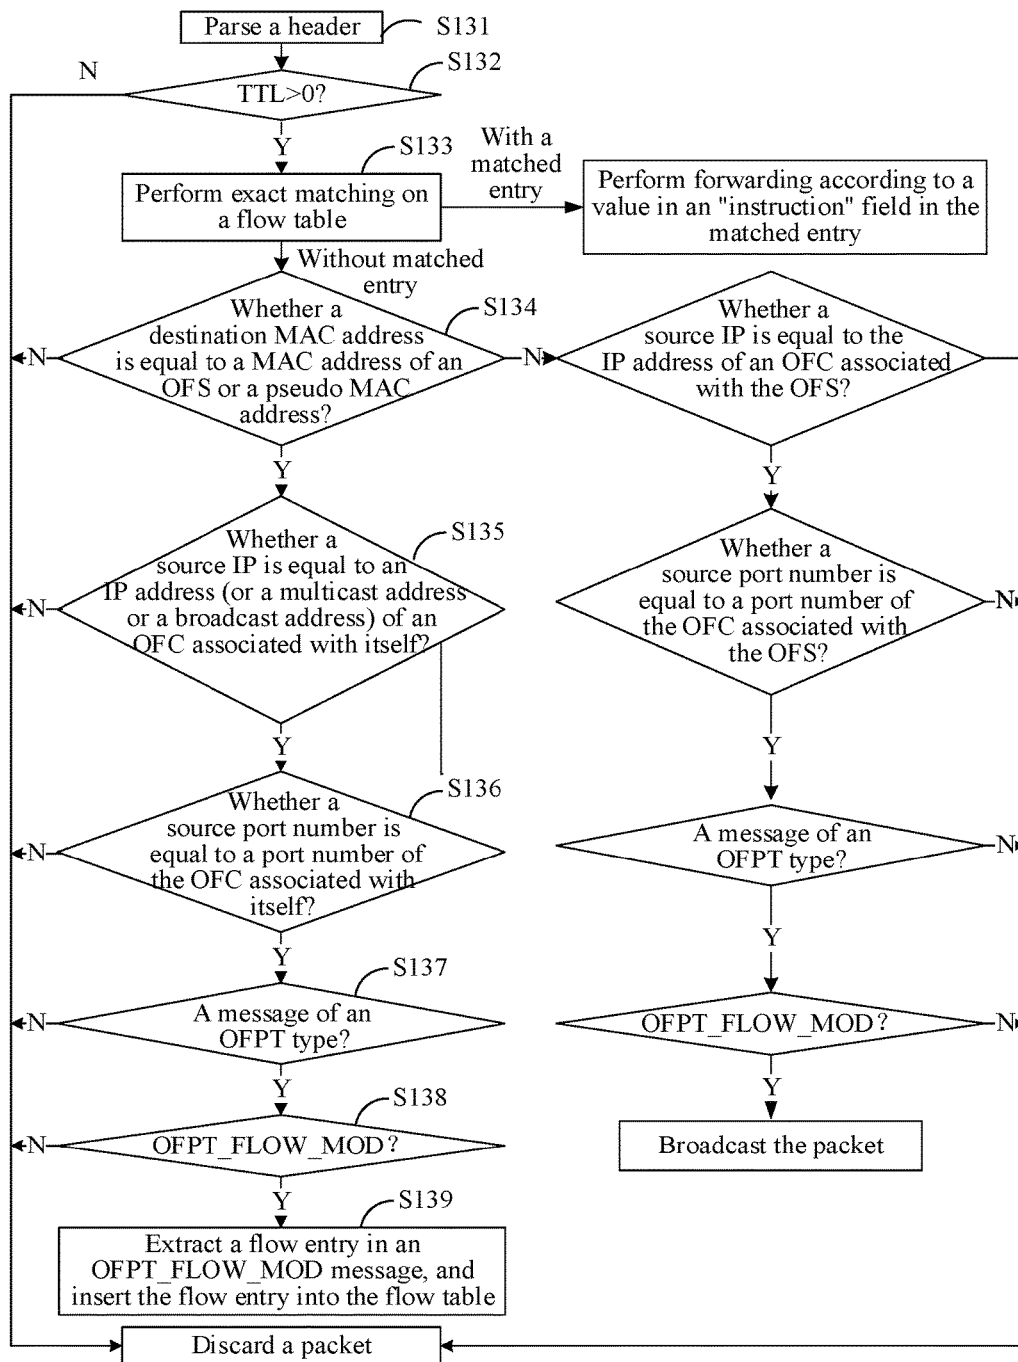 Parse a header
S131
N
S132
TTL>0?
Y
S133
With a
matched
entry
Perform exact matching on
a flow table
Perform forwarding according to a
value in an "instruction" field in the
matched entry
Without matched
entry
S134
Whether a
destination MAC address
is equal to a MAC address of an
OFS or a pseudo MAC
address?
N
N
Whether a
source IP is equal to the
IP address of an OFC associated
with the OFS?
Y
Y
S135
Whether a
source IP is equal to an
IP address (or a multicast address
or a broadcast address) of an
OFC associated with itself?
N
Whether a
source port number is
equal to a port number of
the OFC associated with
the OFS?
N
Y
Y
S136
Whether a
source port number is
equal to a port number of
the OFC associated with
itself?
N
A message of an
OFPT type?
N
Y
Y
S137
A message of an
OFPT type?
N
OFPT_FLOW_MOD?
N
Y
Y
S138
OFPT_FLOW_MOD?
N
Broadcast the packet
Y
S139
Extract a flow entry in an
OFPT_FLOW_MOD message, and
insert the flow entry into the flow table
Discard a packet